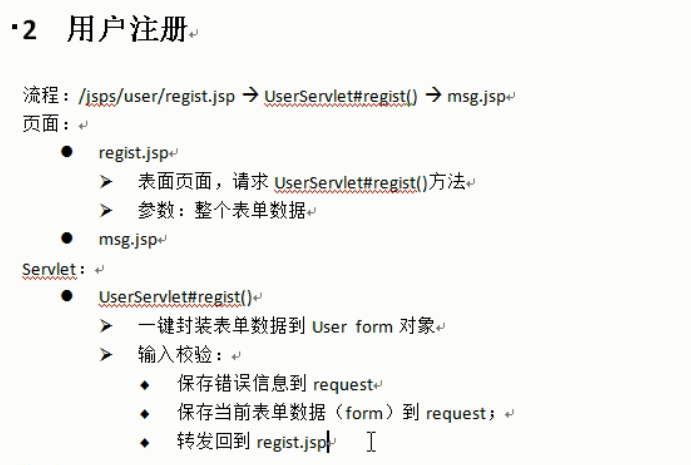 2 用户注册
流程：/jsps/user/regist.jsp → UserServlet#regist() → msg.jsp
页面：
● regist.jsp
➢ 表面页面，请求 UserServlet#regist()方法
➢ 参数：整个表单数据
● msg.jsp
Servlet：
● UserServlet#regist()
➢ 一键封装表单数据到 User form 对象
➢ 输入校验：
◆ 保存错误信息到 request
◆ 保存当前表单数据（form）到 request；
◆ 转发回到 regist.jsp